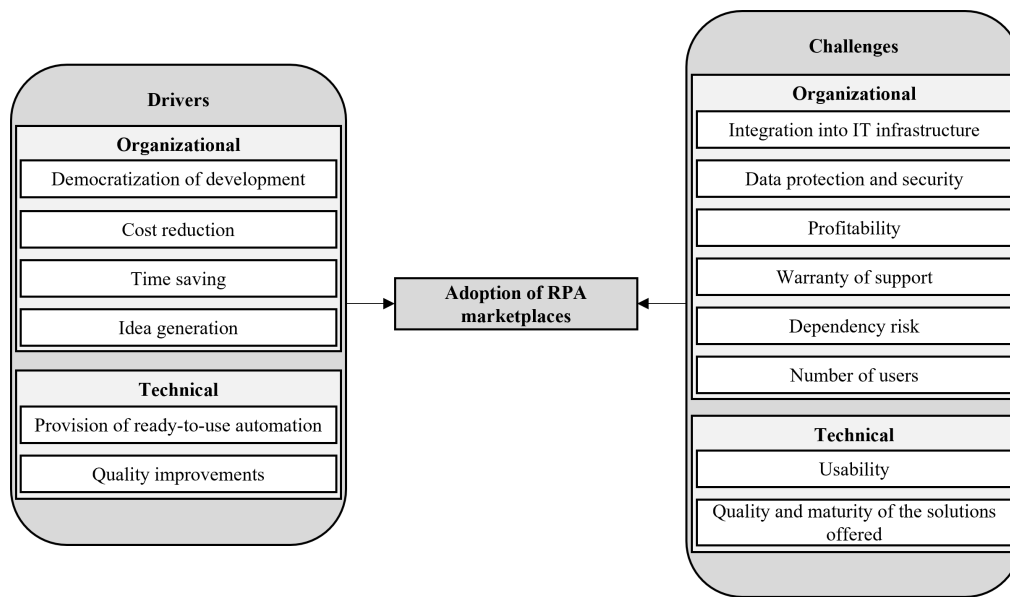 Drivers
Organizational
Democratization of development
Cost reduction
Time saving
Idea generation
Technical
Provision of ready-to-use automation
Quality improvements
Adoption of RPA
marketplaces
Challenges
Organizational
Integration into IT infrastructure
Data protection and security
Profitability
Warranty of support
Dependency risk
Number of users
Technical
Usability
Quality and maturity of the solutions
offered